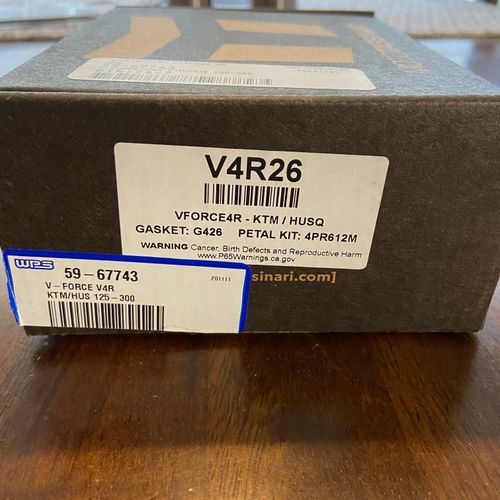 V4R26
VFORCE4R - KTM / HUSQ
GASKET: G426 PETAL KIT: 4PR612M
WARNING Cancer, Birth Defects and Reproductive Harm
www.P65Warnings.ca.gov
sinari.com]
WPS
59-67743
201111
V-FORCE V4R
KTM/HUS 125-300